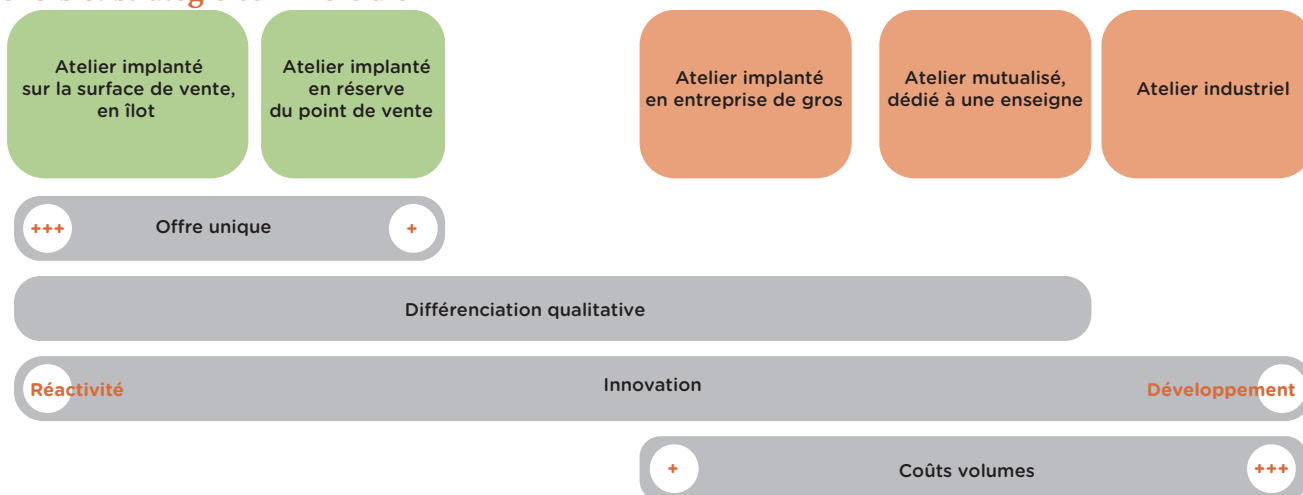 Atelier implanté
sur la surface de vente,
en îlot
Atelier implanté
en réserve
du point de vente
Atelier implanté
en entreprise de gros
Atelier mutualisé,
dédié à une enseigne
Atelier industriel
+++ Offre unique +
Différenciation qualitative
Réactivité Innovation Développement
+ Coûts volumes +++